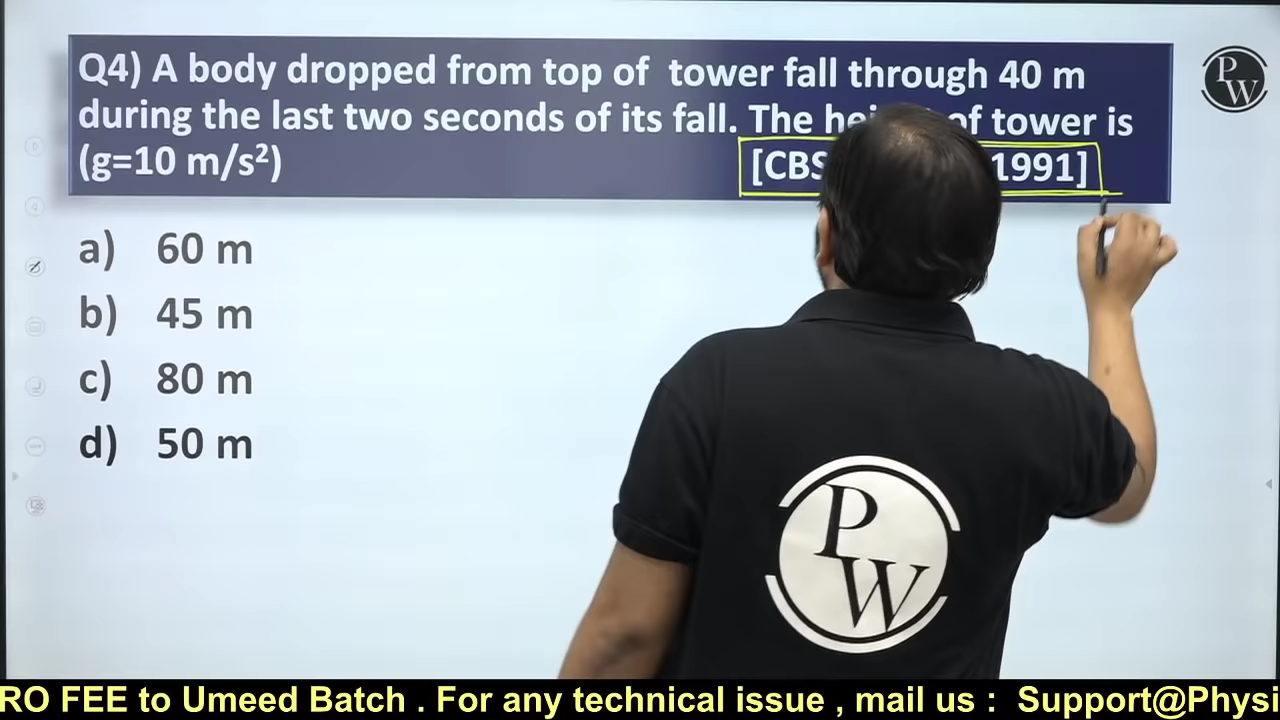 Q4) A body dropped from top of tower fall through 40 m
during the last two seconds of its fall. The of tower is
(g=10 m/s²) 1991]
a) 60 m
b) 45 m
c) 80 m
d) 50 m
P
W
P
W
RO FEE to Umeed Batch . For any technical issue , mail us : Support@Physi